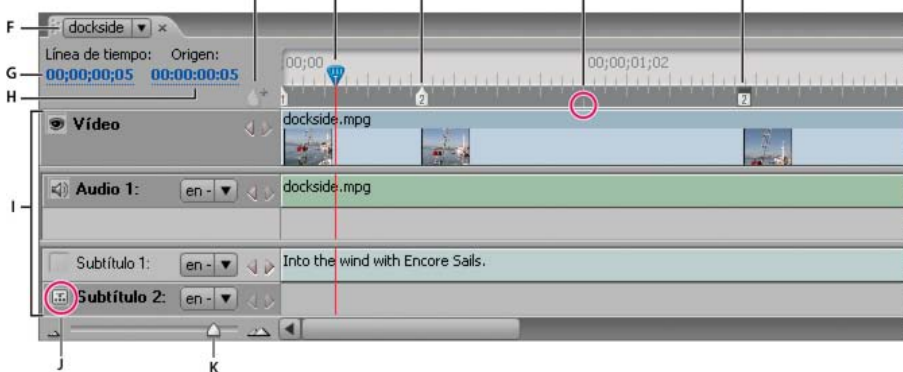 F
dockside
G
Línea de tiempo: Origen:
00;00;00;05 00:00:00:05
H
00;00
00;00;01;02
1
2
2
Vídeo
dockside.mpg
I
Audio 1:
en -
dockside.mpg
Subtítulo 1:
en -
Into the wind with Encore Sails.
Subtítulo 2:
en -
J
K